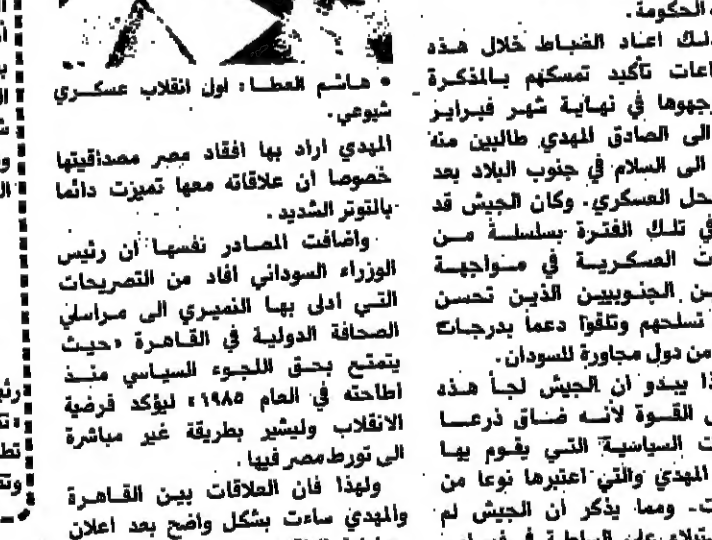 الحكومة.
ذلك اعاد الضباط خلال هذه
اعات تأكيد تمسكهم بالمذكرة
وجهوها في نهاية شهر فبراير
الى الصادق المهدي طالبين منه
الى السلام في جنوب البلاد بعد
لحل العسكري. وكان الجيش قد
في تلك الفترة بسلسلة من
ات العسكرية في مواجهة
ن الجنوبيين الذين تحسن
تسلحهم وتلقوا دعما بدرجات
من دول مجاورة للسودان.
ذا يبدو ان الجيش لجأ هذه
القوة لأنه ضاق ذرعا
ت السياسية التي يقوم بها
المهدي والتي اعتبرها نوعا من
ت. ومما يذكر ان الجيش لم
على السلطة في
• هاشم العطا: اول انقلاب عسكري
شيوعي.
المهدي اراد بها افقاد مصر مصداقيتها
خصوصا ان علاقاته معها تميزت دائما
بالتوتر الشديد.
واضافت المصادر نفسها ان رئيس
الوزراء السوداني افاد من التصريحات
التي ادلى بها النميري الى مراسلي
الصحافة الدولية في القاهرة «حيث
يتمتع بحق اللجوء السياسي منذ
اطاحته في العام ١٩٨٥» ليؤكد فرضية
الانقلاب وليشير بطريقة غير مباشرة
الى تورط مصر فيها.
ولهذا فان العلاقات بين القاهرة
والمهدي ساءت بشكل واضح بعد اعلان